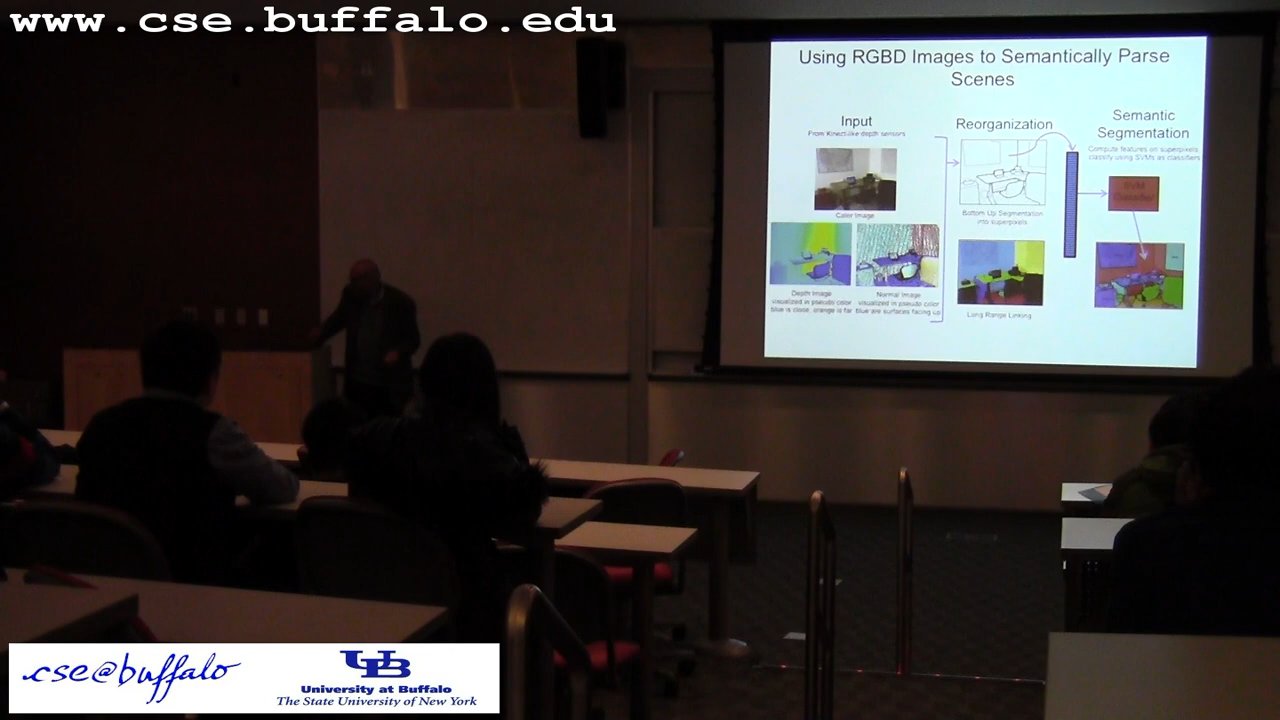 www.cse.buffalo.edu
Using RGBD Images to Semantically Parse
Scenes
Input
From Kinect-like depth sensors
Color Image
Depth Image
visualized in pseudo color
blue is close, orange is far
Normal Image
visualized in pseudo color
blue are surfaces facing up
Reorganization
Bottom Up Segmentation
into superpixels
Long Range Linking
Semantic
Segmentation
Compute features on superpixels
classify using SVMs as classifiers
SVM
cse@buffalo
UB
University at Buffalo
The State University of New York